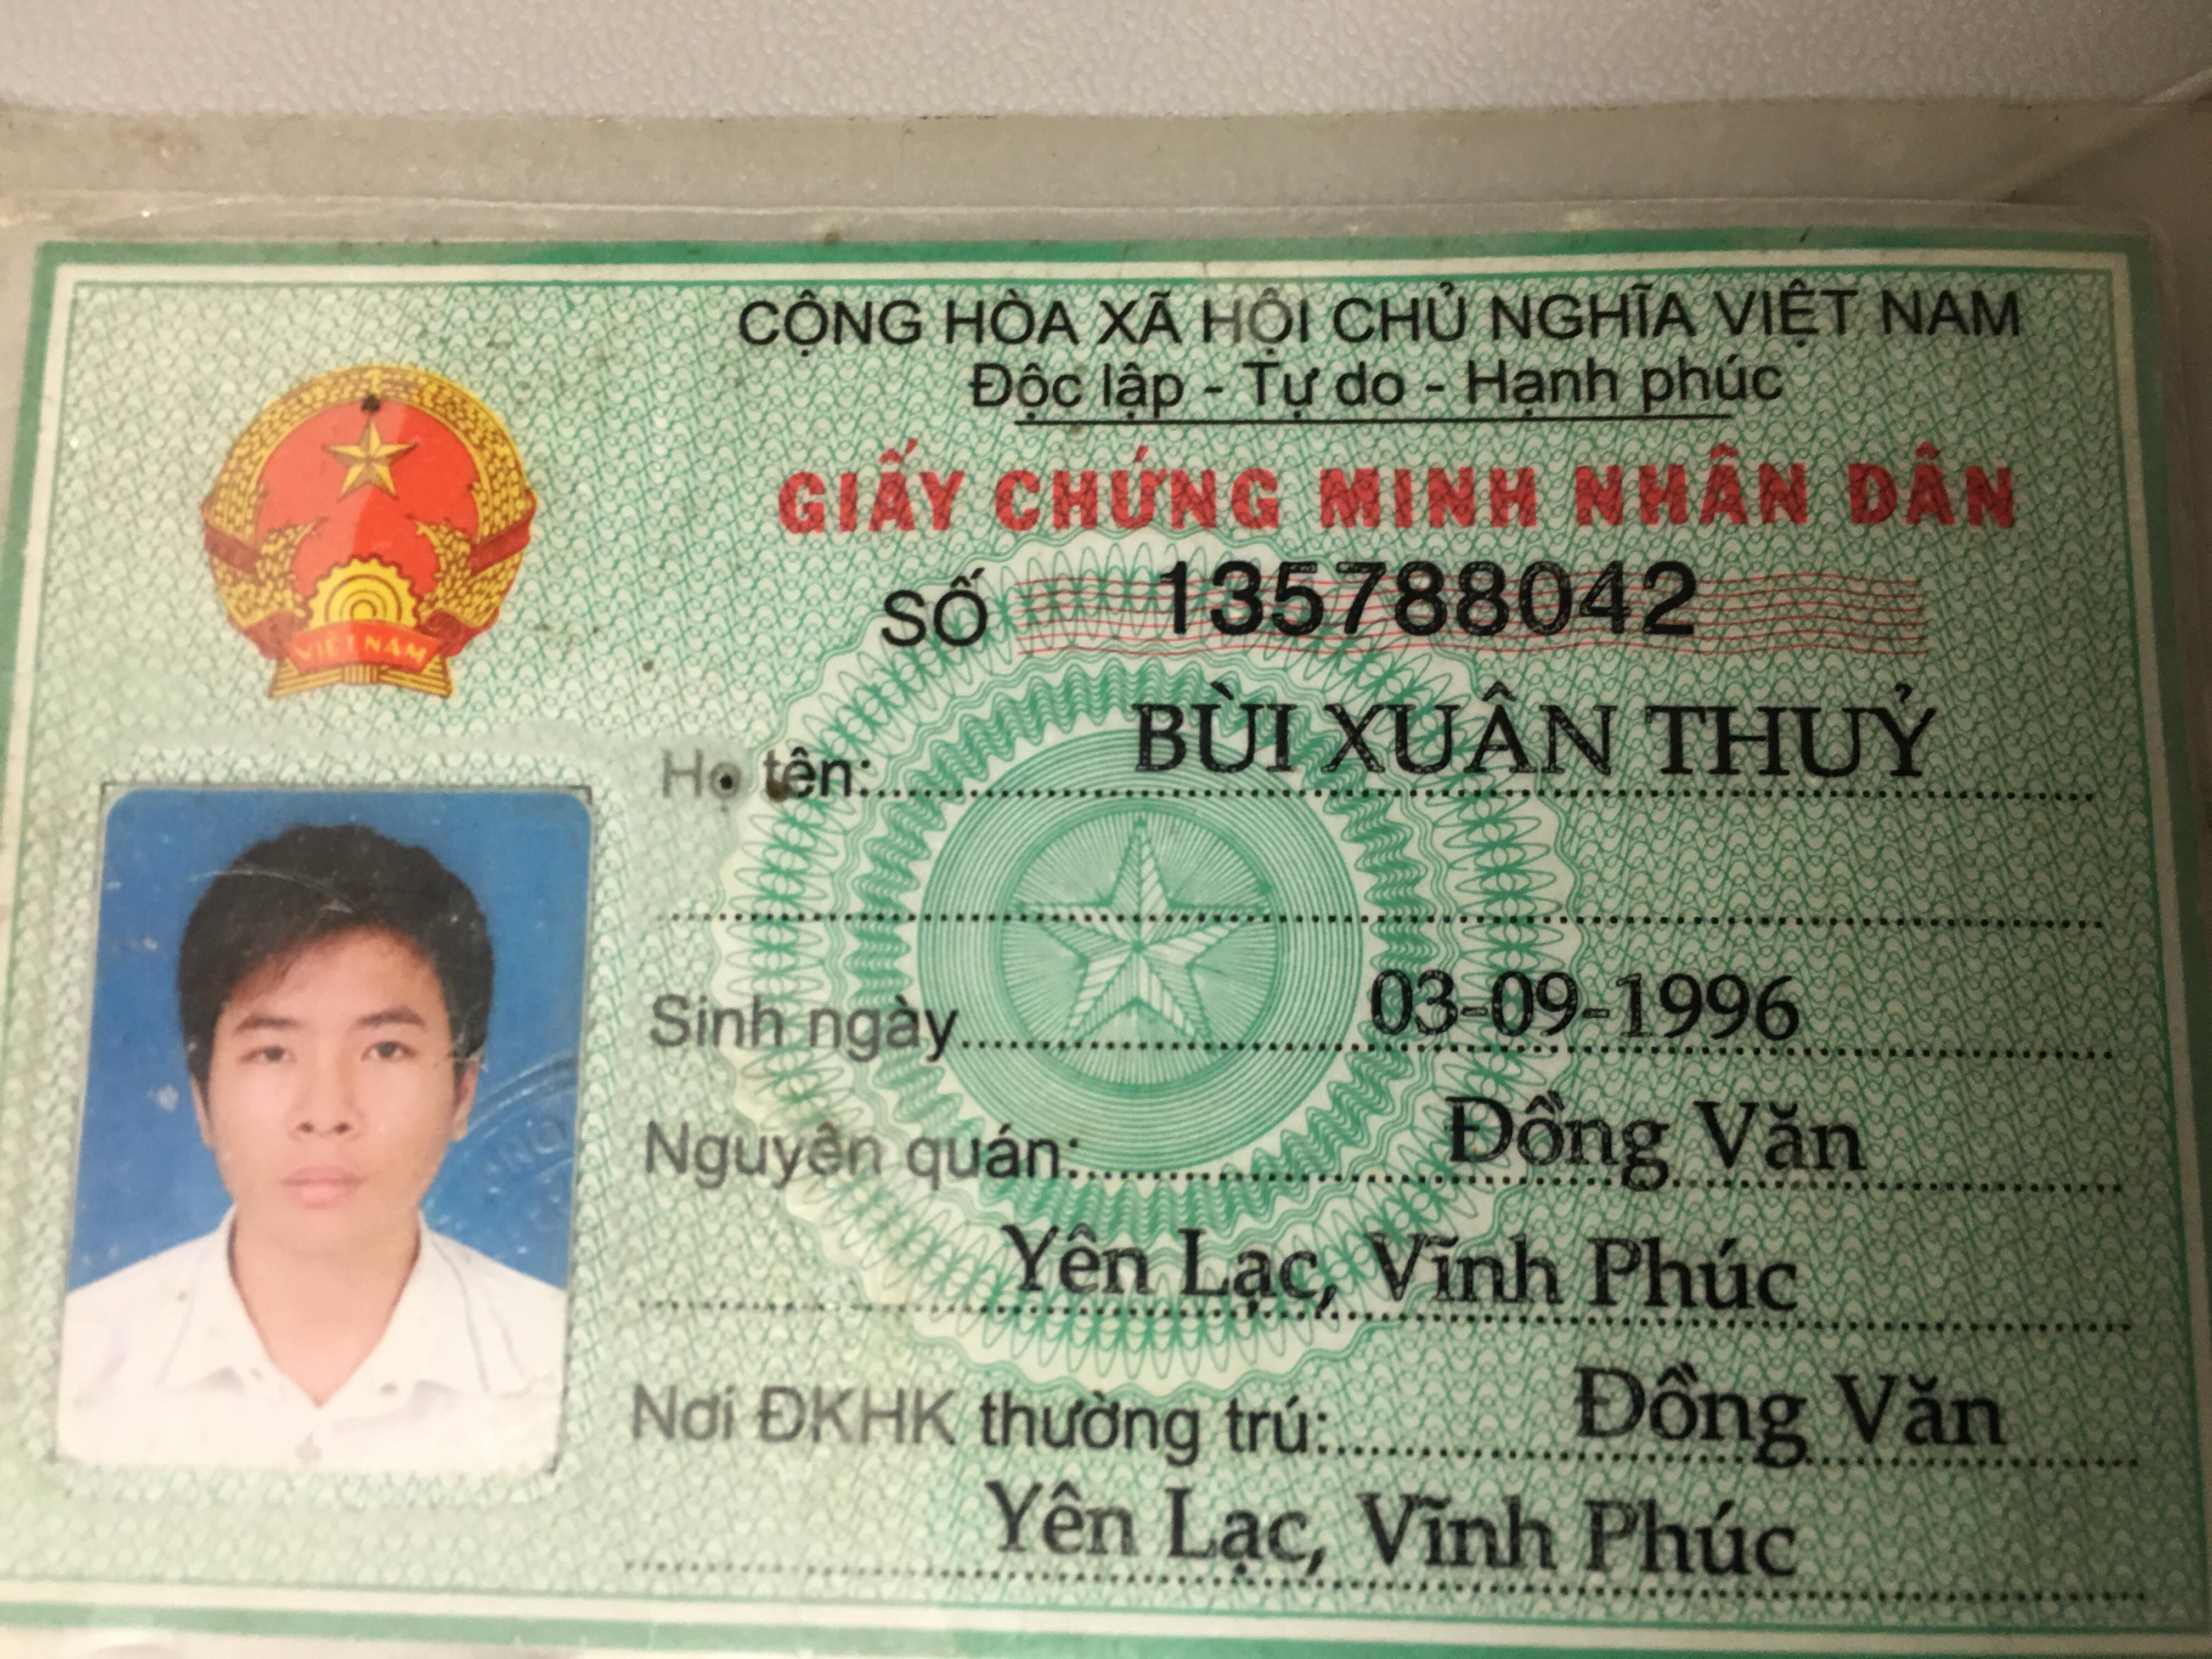 CỘNG HÒA XÃ HỘI CHỦ NGHĨA VIỆT NAM
Độc lập - Tự do - Hạnh phúc
GIẤY CHỨNG MINH NHÂN DÂN
SỐ 135788042
VIỆT NAM
Họ tên: BÙI XUÂN THUỶ
Sinh ngày 03-09-1996
Nguyên quán: Đồng Văn
Yên Lạc, Vĩnh Phúc
Nơi ĐKHK thường trú: Đồng Văn
Yên Lạc, Vĩnh Phúc